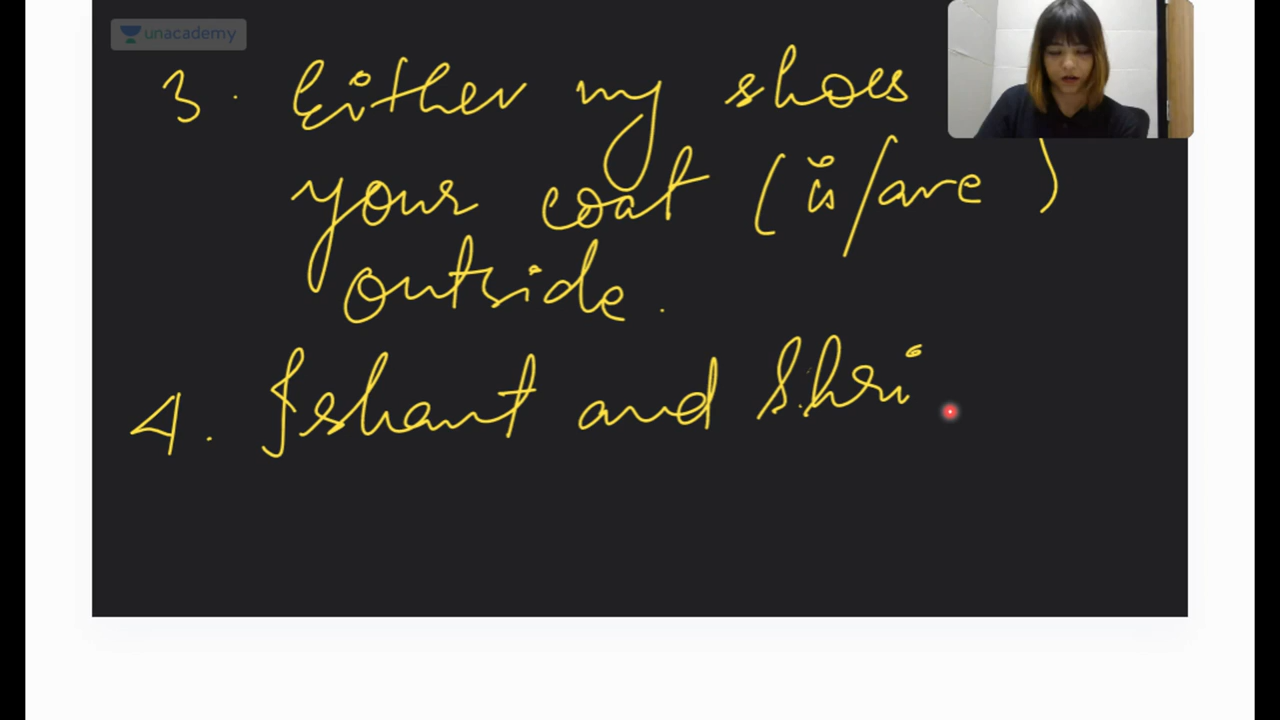 unacademy
3. Either my shoes
your coat (is/are)
outside.
4. Ishant and Shri